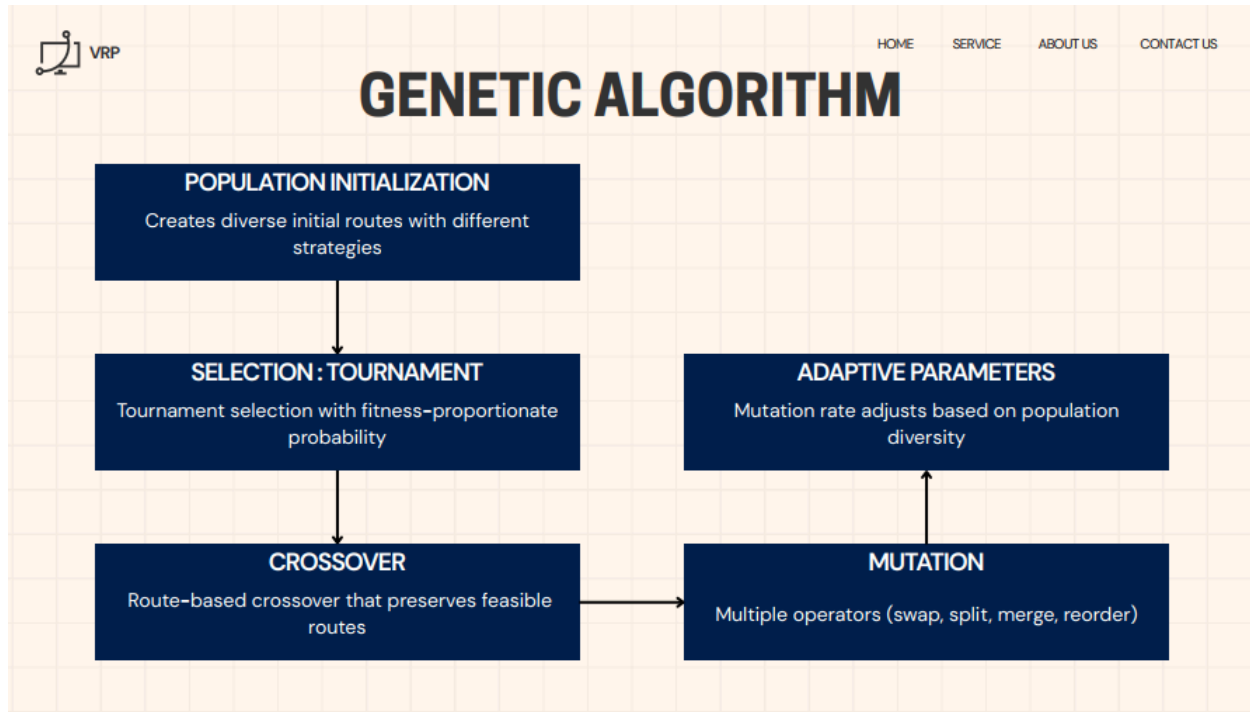 VRP
HOME SERVICE ABOUT US CONTACT US
GENETIC ALGORITHM
POPULATION INITIALIZATION
Creates diverse initial routes with different
strategies
SELECTION : TOURNAMENT
Tournament selection with fitness-proportionate
probability
CROSSOVER
Route-based crossover that preserves feasible
routes
MUTATION
Multiple operators (swap, split, merge, reorder)
ADAPTIVE PARAMETERS
Mutation rate adjusts based on population
diversity